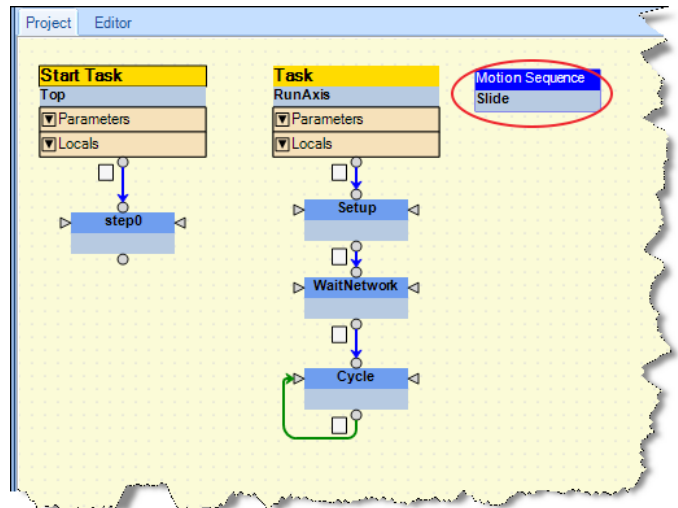 Project Editor
Start Task
Top
Parameters
Locals
step0
Task
RunAxis
Parameters
Locals
Setup
WaitNetwork
Cycle
Motion Sequence
Slide